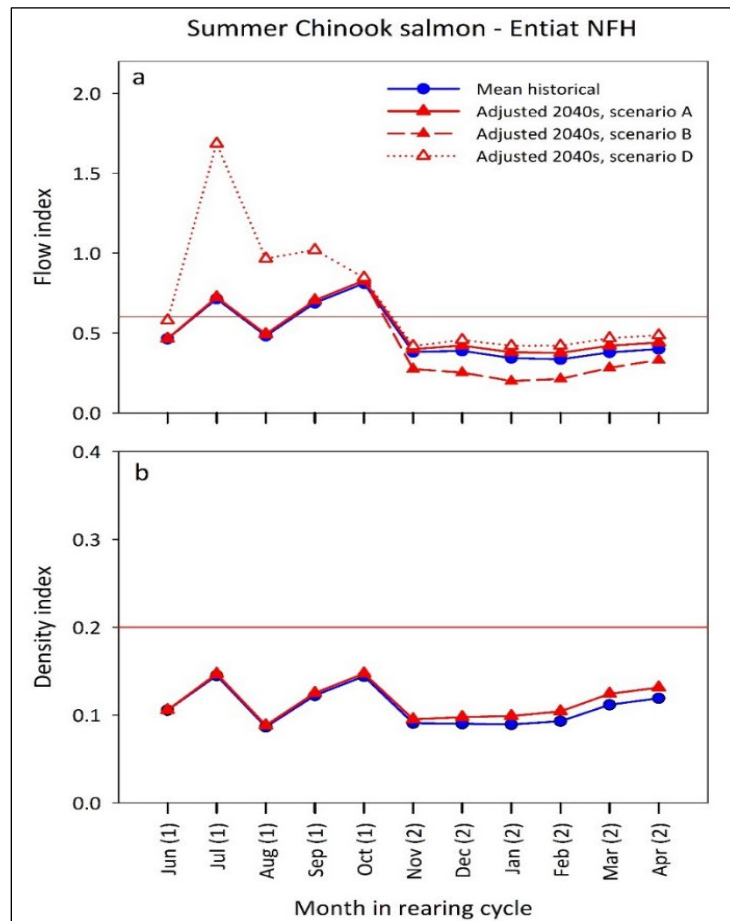 Summer Chinook salmon - Entiat NFH
a
Mean historical
Adjusted 2040s, scenario A
Adjusted 2040s, scenario B
Adjusted 2040s, scenario D
2.0
1.5
1.0
0.5
0.0
Flow index
b
0.4
0.3
0.2
0.1
0.0
Density index
Jun (1)
Jul (1)
Aug (1)
Sep (1)
Oct (1)
Nov (2)
Dec (2)
Jan (2)
Feb (2)
Mar (2)
Apr (2)
Month in rearing cycle